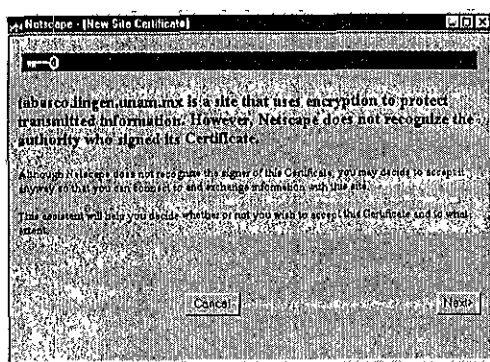 Netscape - [New Site Certificate]
tabasco.iingen.unam.mx is a site that uses encryption to protect
transmitted information. However, Netscape does not recognize the
authority who signed its Certificate.
Although Netscape does not recognize the signer of this Certificate, you may decide to accept it
anyway so that you can connect to and exchange information with this site.
This assistant will help you decide whether or not you wish to accept this Certificate and to what
extent.
Cancel
Next>